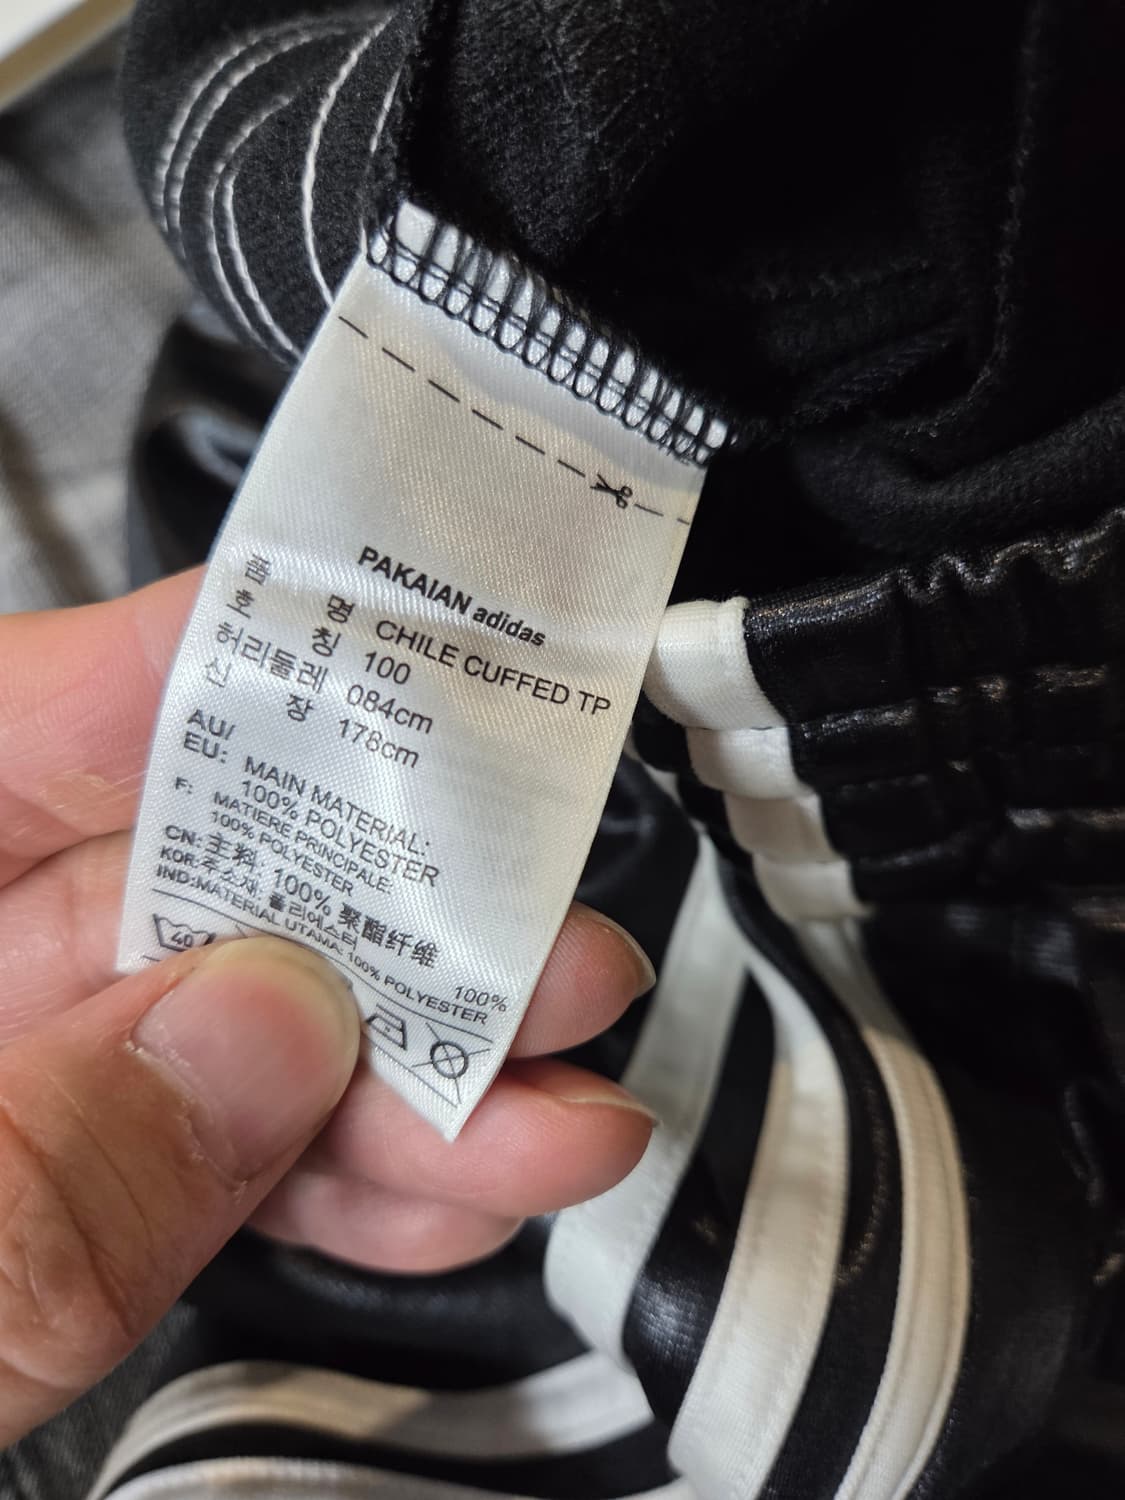 PAKAIAN adidas
품 명 CHILE CUFFED TP
호 칭 100
허리둘레 084cm
신 장 178cm
AU/
EU: MAIN MATERIAL:
100% POLYESTER
F: MATIERE PRINCIPALE:
100% POLYESTER
CN: 主料: 100% 聚酯纤维
KOR: 주소재: 폴리에스터 100%
IND:MATERIAL UTAMA: 100% POLYESTER
40